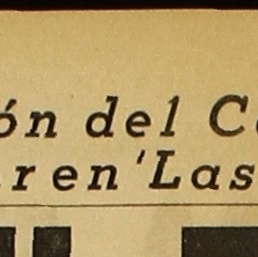 ón del C
ren 'Las